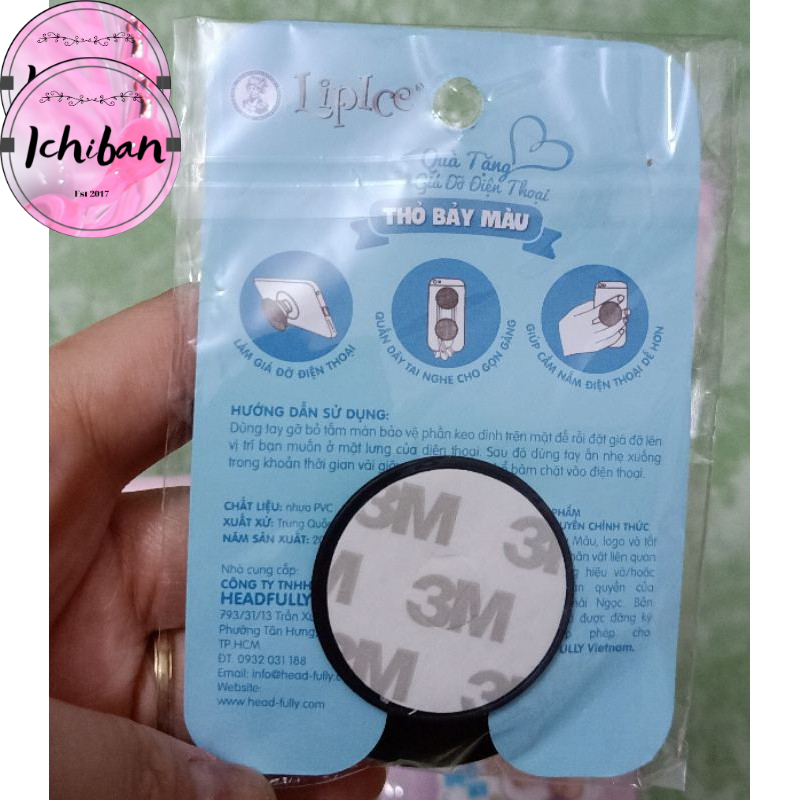 Ichiban
Est 2017
LipIce®
Quà Tặng
Giá Đỡ Điện Thoại
THỎ BẢY MÀU
LÀM GIÁ ĐỠ ĐIỆN THOẠI
QUẤN DÂY TAI NGHE CHO GỌN GÀNG
GIÚP CẦM NẮM ĐIỆN THOẠI DỄ HƠN
HƯỚNG DẪN SỬ DỤNG:
Dùng tay gỡ bỏ tấm màn bảo vệ phần keo dính trên mặt đế rồi đặt giá đỡ lên
vị trí bạn muốn ở mặt lưng của điện thoại. Sau đó dùng tay ấn nhẹ xuống
trong khoảng thời gian vài bám chặt vào điện thoại.
CHẤT LIỆU: nhựa PVC
XUẤT XỨ: Trung
NĂM SẢN XUẤT:
PHẨM
CHÍNH THỨC
Màu, logo và tất
vật liên quan
hiệu và/hoặc
quyền của
Ngọc. Bản
được đăng ký
phép cho
Vietnam.
Nhà cung cấp:
CÔNG TY TNHH
HEADFULLY
793/31/13 Trần
Phường Tân Hưng,
TP.HCM
ĐT: 0932 031 188
Email: info@head-fully.
Website:
www.head-fully.com
3M
3M
3M
3M
3M